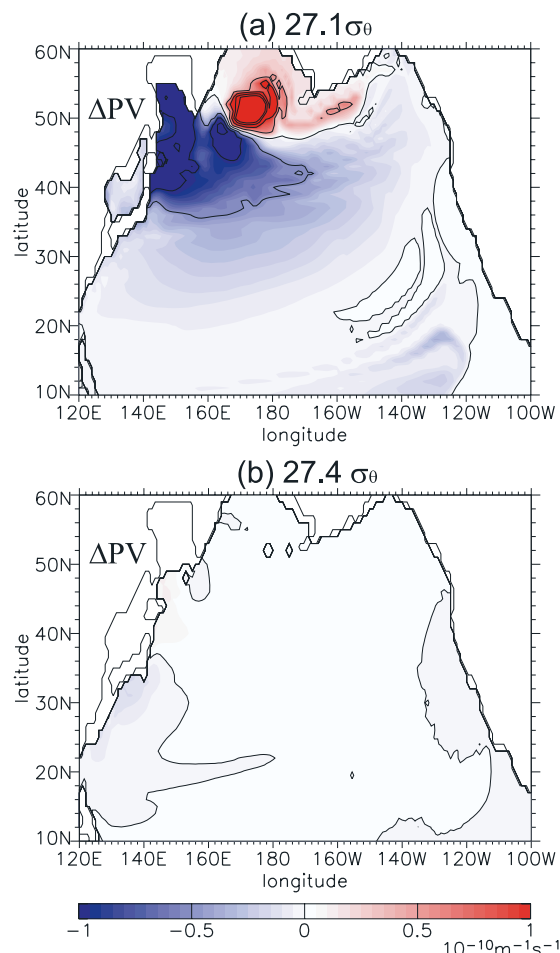 (a) 27.1σθ
60N
50N
40N
30N
20N
10N
latitude
ΔPV
120E 140E 160E 180 160W 140W 120W 100W
longitude
(b) 27.4 σθ
60N
50N
40N
30N
20N
10N
latitude
ΔPV
120E 140E 160E 180 160W 140W 120W 100W
longitude
-1 -0.5 0 0.5 1
10⁻¹⁰m⁻¹s⁻¹